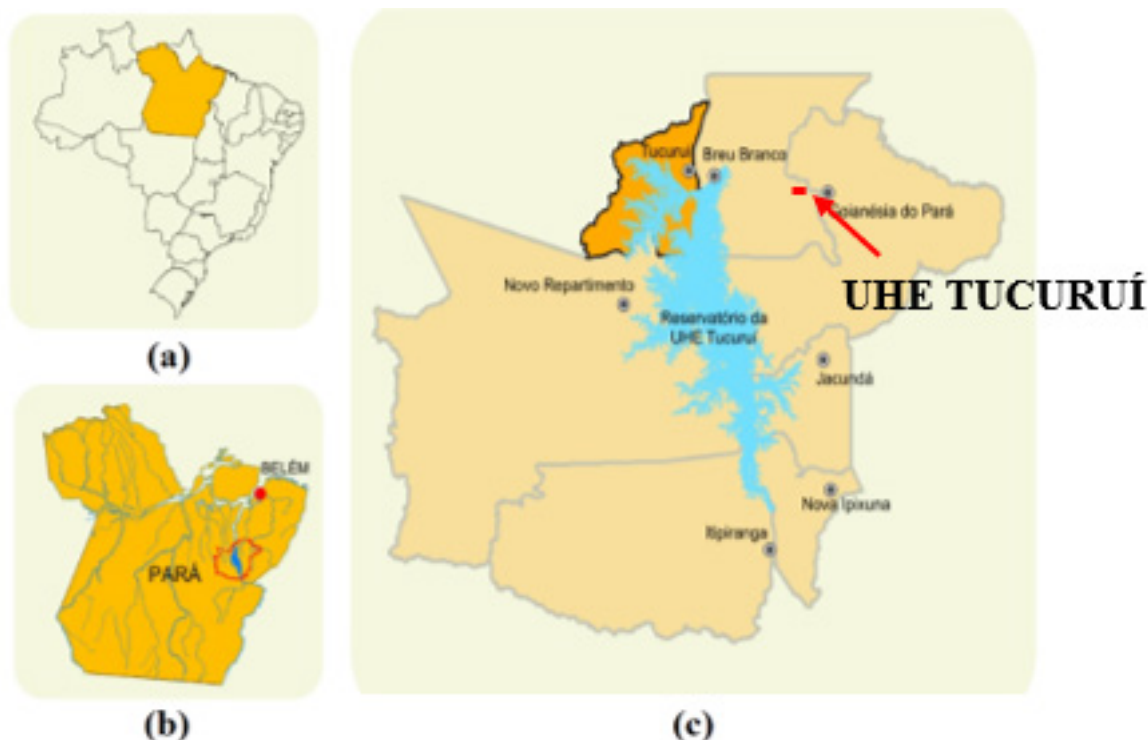 (a)
BELÉM
PARÁ
(b)
Tucuruí
Breu Branco
Goianésia do Pará
UHE TUCURUÍ
Novo Repartimento
Reservatório da
UHE Tucuruí
Jacundá
Nova Ipixuna
Itipiranga
(c)